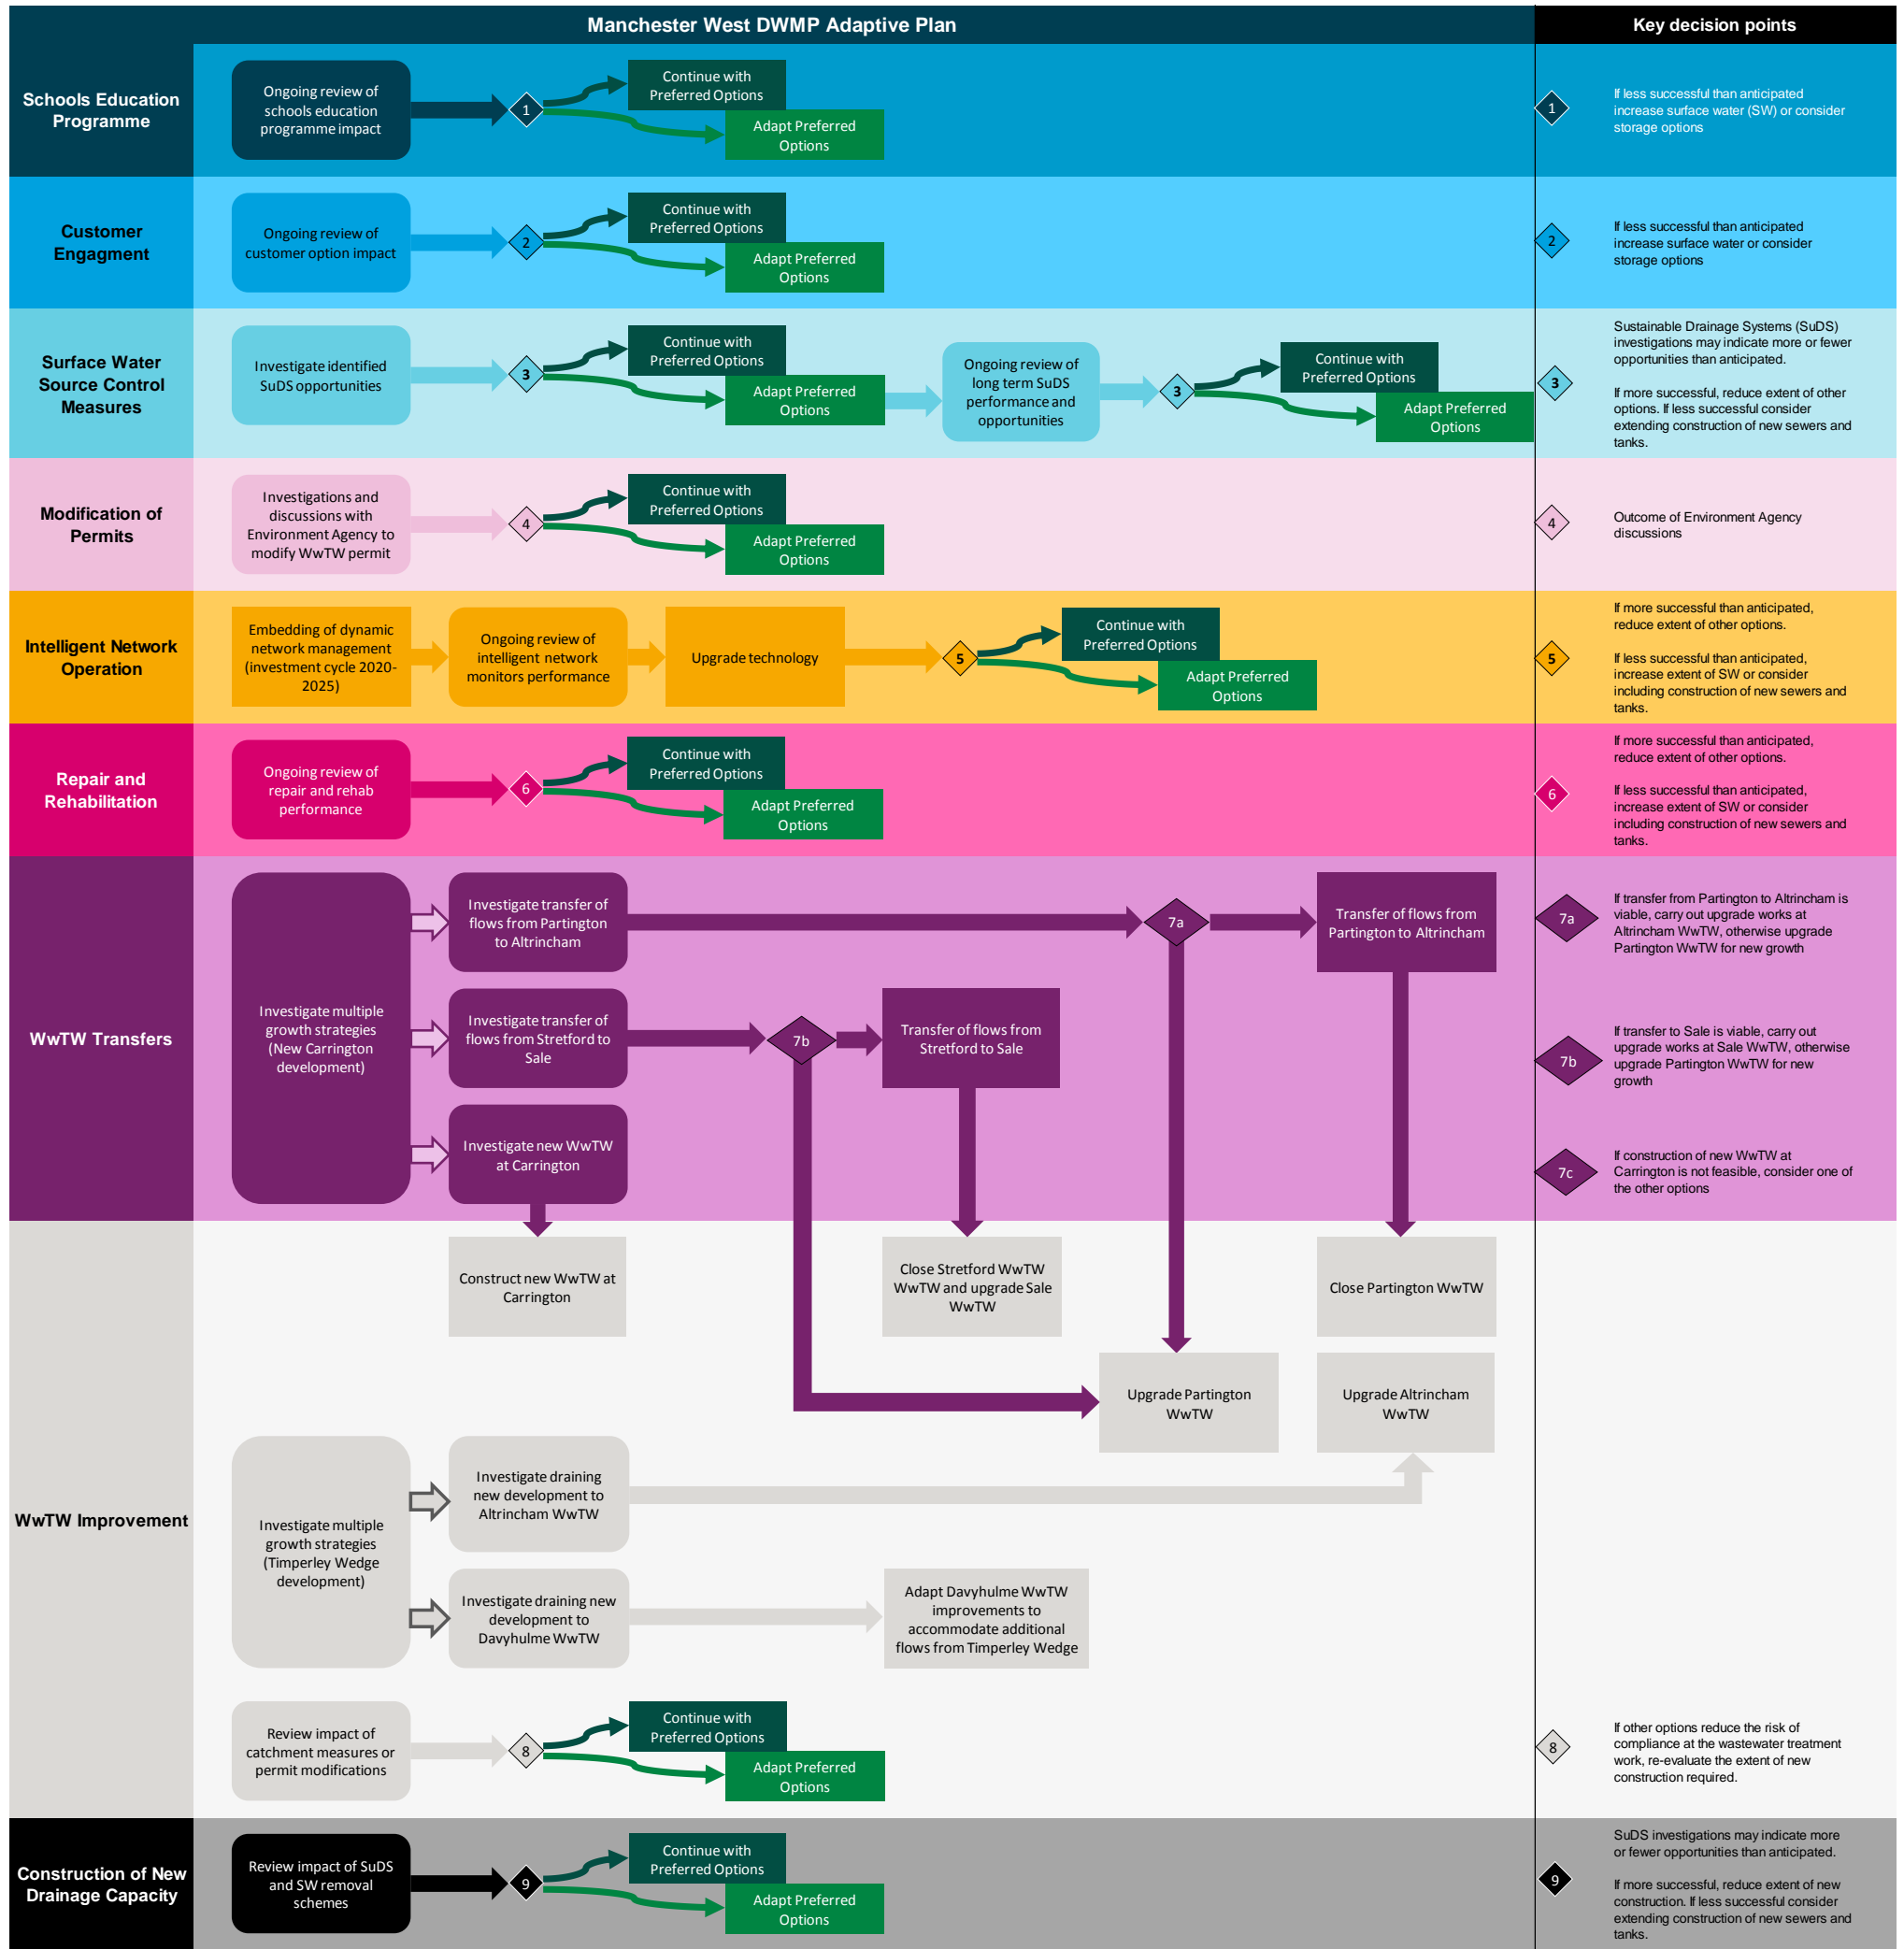 Manchester West DWMP Adaptive Plan
Key decision points
Schools Education
Programme
Ongoing review of
schools education
programme impact
1
Continue with
Preferred Options
Adapt Preferred
Options
1
If less successful than anticipated
increase surface water (SW) or consider
storage options
Customer
Engagment
Ongoing review of
customer option impact
2
Continue with
Preferred Options
Adapt Preferred
Options
2
If less successful than anticipated
increase surface water or consider
storage options
Surface Water
Source Control
Measures
Investigate identified
SuDS opportunities
3
Continue with
Preferred Options
Adapt Preferred
Options
Ongoing review of
long term SuDS
performance and
opportunities
3
Continue with
Preferred Options
Adapt Preferred
Options
3
Sustainable Drainage Systems (SuDS)
investigations may indicate more or fewer
opportunities than anticipated.
If more successful, reduce extent of other
options. If less successful consider
extending construction of new sewers and
tanks.
Modification of
Permits
Investigations and
discussions with
Environment Agency to
modify WwTW permit
4
Continue with
Preferred Options
Adapt Preferred
Options
4
Outcome of Environment Agency
discussions
Intelligent Network
Operation
Embedding of dynamic
network management
(investment cycle 2020-
2025)
Ongoing review of
intelligent network
monitors performance
Upgrade technology
5
Continue with
Preferred Options
Adapt Preferred
Options
5
If more successful than anticipated,
reduce extent of other options.
If less successful than anticipated,
increase extent of SW or consider
including construction of new sewers and
tanks.
Repair and
Rehabilitation
Ongoing review of
repair and rehab
performance
6
Continue with
Preferred Options
Adapt Preferred
Options
6
If more successful than anticipated,
reduce extent of other options.
If less successful than anticipated,
increase extent of SW or consider
including construction of new sewers and
tanks.
WwTW Transfers
Investigate multiple
growth strategies
(New Carrington
development)
Investigate transfer of
flows from Partington
to Altrincham
7a
Transfer of flows from
Partington to Altrincham
7a
If transfer from Partington to Altrincham is
viable, carry out upgrade works at
Altrincham WwTW, otherwise upgrade
Partington WwTW for new growth
Investigate transfer of
flows from Stretford to
Sale
7b
Transfer of flows from
Stretford to Sale
7b
If transfer to Sale is viable, carry out
upgrade works at Sale WwTW, otherwise
upgrade Partington WwTW for new
growth
Investigate new WwTW
at Carrington
7c
If construction of new WwTW at
Carrington is not feasible, consider one of
the other options
WwTW Improvement
Construct new WwTW at
Carrington
Close Stretford WwTW
WwTW and upgrade Sale
WwTW
Close Partington WwTW
Upgrade Partington
WwTW
Upgrade Altrincham
WwTW
Investigate multiple
growth strategies
(Timperley Wedge
development)
Investigate draining
new development to
Altrincham WwTW
Investigate draining new
development to
Davyhulme WwTW
Adapt Davyhulme WwTW
improvements to
accommodate additional
flows from Timperley Wedge
Review impact of
catchment measures or
permit modifications
8
Continue with
Preferred Options
Adapt Preferred
Options
8
If other options reduce the risk of
compliance at the wastewater treatment
work, re-evaluate the extent of new
construction required.
Construction of New
Drainage Capacity
Review impact of SuDS
and SW removal
schemes
9
Continue with
Preferred Options
Adapt Preferred
Options
9
SuDS investigations may indicate more
or fewer opportunities than anticipated.
If more successful, reduce extent of new
construction. If less successful consider
extending construction of new sewers and
tanks.